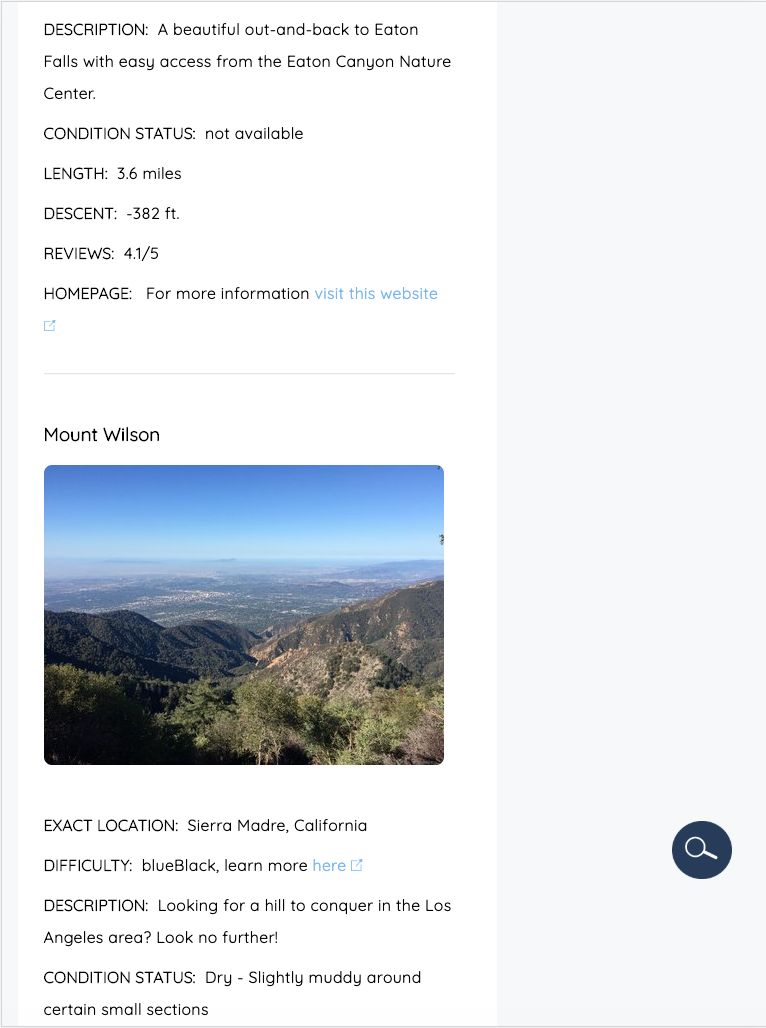 DESCRIPTION: A beautiful out-and-back to Eaton
Falls with easy access from the Eaton Canyon Nature
Center.
CONDITION STATUS: not available
LENGTH: 3.6 miles
DESCENT: -382 ft.
REVIEWS: 4.1/5
HOMEPAGE: For more information visit this website
Mount Wilson
EXACT LOCATION: Sierra Madre, California
DIFFICULTY: blueBlack, learn more here
DESCRIPTION: Looking for a hill to conquer in the Los
Angeles area? Look no further!
CONDITION STATUS: Dry - Slightly muddy around
certain small sections